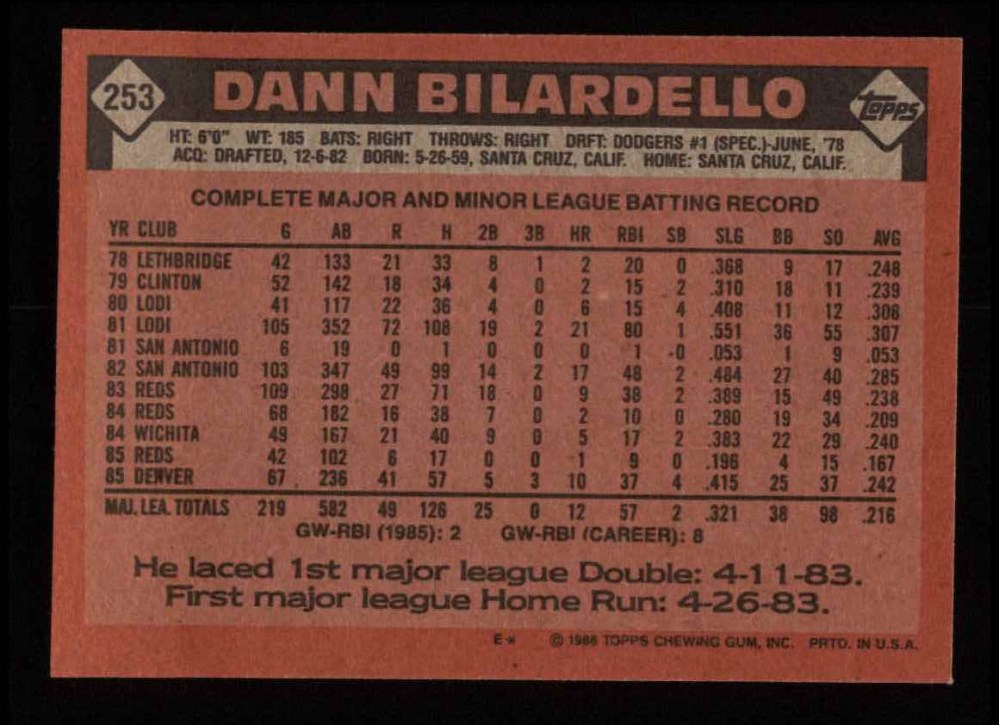 253 DANN BILARDELLO Topps
HT: 6'0" WT: 185 BATS: RIGHT THROWS: RIGHT DRFT: DODGERS #1 (SPEC.)-JUNE, '78
ACQ: DRAFTED, 12-6-82 BORN: 5-26-59, SANTA CRUZ, CALIF. HOME: SANTA CRUZ, CALIF.
COMPLETE MAJOR AND MINOR LEAGUE BATTING RECORD
YR CLUB G AB R H 2B 3B HR RBI SB SLG BB SO AVG
78 LETHBRIDGE 42 133 21 33 8 1 2 20 0 .368 9 17 .248
79 CLINTON 52 142 18 34 4 0 2 15 2 .310 18 11 .239
80 LODI 41 117 22 36 4 0 6 15 4 .408 11 12 .308
81 LODI 105 352 72 108 19 2 21 80 1 .551 36 55 .307
81 SAN ANTONIO 6 19 0 1 0 0 0 1 0 .053 1 9 .053
82 SAN ANTONIO 103 347 49 99 14 2 17 48 2 .484 27 40 .285
83 REDS 109 298 27 71 18 0 9 38 2 .389 15 49 .238
84 REDS 68 182 16 38 7 0 2 10 0 .280 19 34 .209
84 WICHITA 49 167 21 40 9 0 5 17 2 .383 22 29 .240
85 REDS 42 102 6 17 0 0 1 9 0 .196 4 15 .167
85 DENVER 67 236 41 57 5 3 10 37 4 .415 25 37 .242
MAJ. LEA. TOTALS 219 582 49 126 25 0 12 57 2 .321 38 98 .216
GW-RBI (1985): 2 GW-RBI (CAREER): 8
He laced 1st major league Double: 4-11-83.
First major league Home Run: 4-26-83.
E* © 1986 TOPPS CHEWING GUM, INC. PRTD. IN U.S.A.